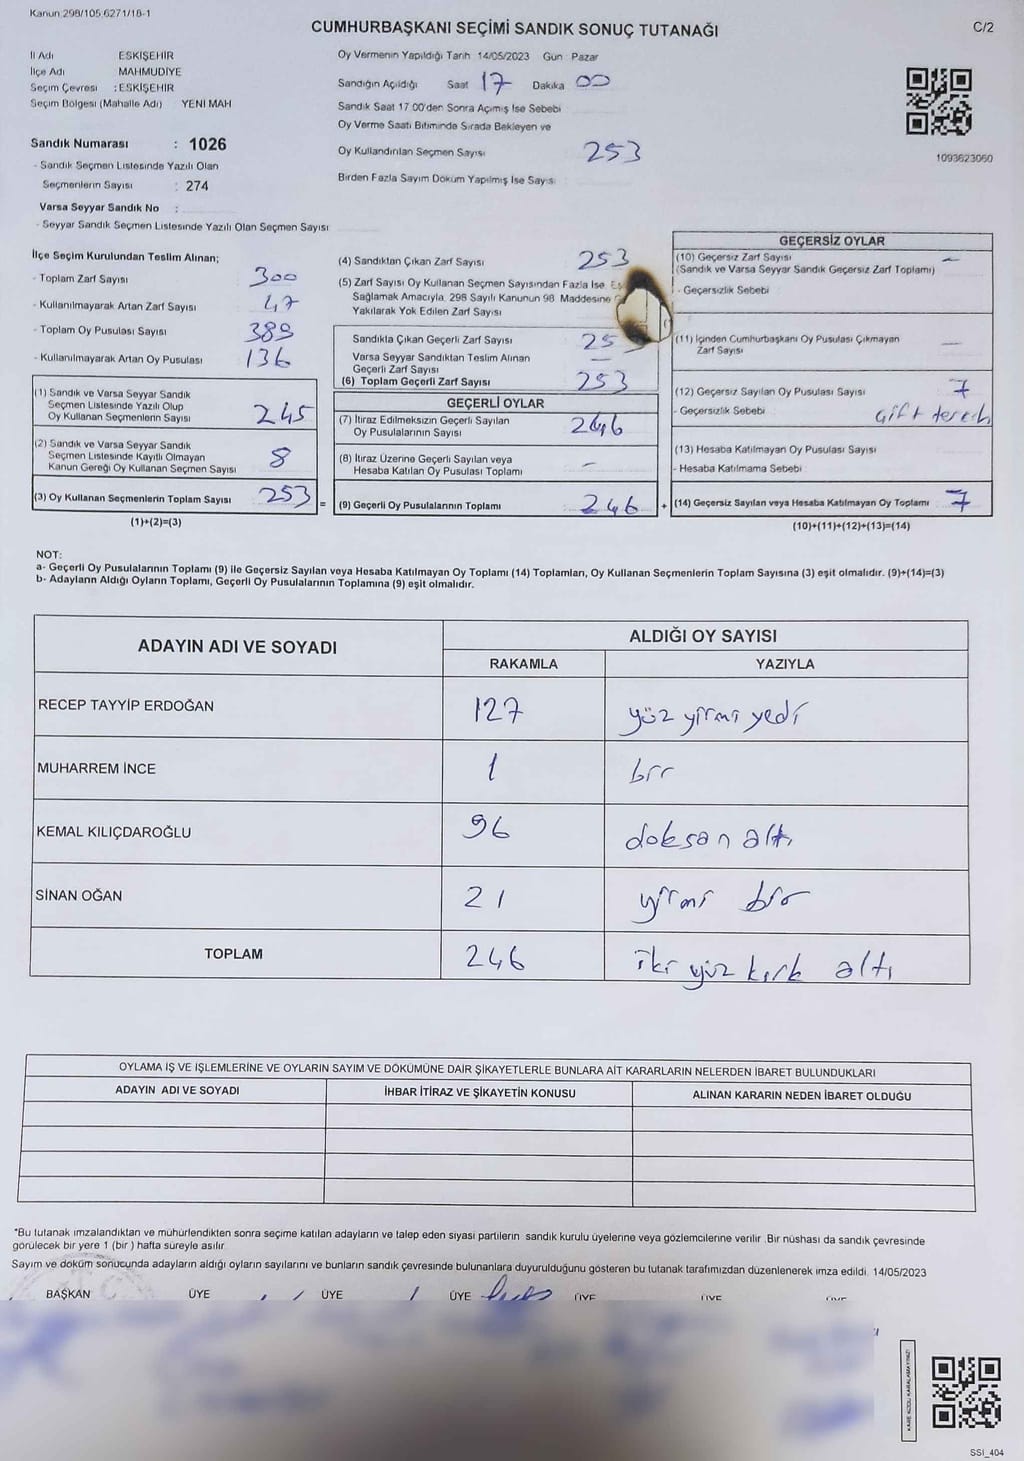 Kanun 298/105 6271/18-1
CUMHURBAŞKANI SEÇİMİ SANDIK SONUÇ TUTANAĞI
C/2
İl Adı ESKİŞEHİR
İlçe Adı MAHMUDİYE
Seçim Çevresi : ESKİŞEHİR
Seçim Bölgesi (Mahalle Adı) YENİ MAH
Sandık Numarası : 1026
- Sandık Seçmen Listesinde Yazılı Olan
Seçmenlerin Sayısı : 274
Varsa Seyyar Sandık No :
- Seyyar Sandık Seçmen Listesinde Yazılı Olan Seçmen Sayısı
Oy Vermenin Yapıldığı Tarih 14/05/2023 Gün Pazar
Sandığın Açıldığı Saat 17 Dakika 00
Sandık Saat 17 00'den Sonra Açımış İse Sebebi
Oy Verme Saati Bitiminde Sırada Bekleyen ve
Oy Kullandırılan Seçmen Sayısı 253
Birden Fazla Sayım Döküm Yapılmış İse Sayısı
1093623060
İlçe Seçim Kurulundan Teslim Alınan;
- Toplam Zarf Sayısı 300
- Kullanılmayarak Artan Zarf Sayısı 47
- Toplam Oy Pusulası Sayısı 389
- Kullanılmayarak Artan Oy Pusulası 136
(1) Sandık ve Varsa Seyyar Sandık
Seçmen Listesinde Yazılı Olup
Oy Kullanan Seçmenlerin Sayısı 245
(2) Sandık ve Varsa Seyyar Sandık
Seçmen Listesinde Kayıtlı Olmayan
Kanun Gereği Oy Kullanan Seçmen Sayısı 8
(3) Oy Kullanan Seçmenlerin Toplam Sayısı 253 =
(1)+(2)=(3)
(4) Sandıktan Çıkan Zarf Sayısı 253
(5) Zarf Sayısı Oy Kullanan Seçmen Sayısından Fazla İse
Sağlamak Amacıyla, 298 Sayılı Kanunun 98 Maddesine
Yakılarak Yok Edilen Zarf Sayısı
Sandıkta Çıkan Geçerli Zarf Sayısı 25
Varsa Seyyar Sandıktan Teslim Alınan
Geçerli Zarf Sayısı —
(6) Toplam Geçerli Zarf Sayısı 253
GEÇERLİ OYLAR
(7) İtiraz Edilmeksizin Geçerli Sayılan
Oy Pusulalarının Sayısı 246
(8) İtiraz Üzerine Geçerli Sayılan veya
Hesaba Katılan Oy Pusulası Toplamı —
(9) Geçerli Oy Pusulalarının Toplamı 246 +
GEÇERSİZ OYLAR
(10) Geçersiz Zarf Sayısı —
(Sandık ve Varsa Seyyar Sandık Geçersiz Zarf Toplamı)
- Geçersizlik Sebebi
(11) İçinden Cumhurbaşkanı Oy Pusulası Çıkmayan
Zarf Sayısı —
(12) Geçersiz Sayılan Oy Pusulası Sayısı 7
- Geçersizlik Sebebi Çift tercih
(13) Hesaba Katılmayan Oy Pusulası Sayısı
- Hesaba Katılmama Sebebi
(14) Geçersiz Sayılan veya Hesaba Katılmayan Oy Toplamı 7
(10)+(11)+(12)+(13)=(14)
NOT:
a- Geçerli Oy Pusulalarının Toplamı (9) ile Geçersiz Sayılan veya Hesaba Katılmayan Oy Toplamı (14) Toplamları, Oy Kullanan Seçmenlerin Toplam Sayısına (3) eşit olmalıdır. (9)+(14)=(3)
b- Adayların Aldığı Oyların Toplamı, Geçerli Oy Pusulalarının Toplamına (9) eşit olmalıdır.
ADAYIN ADI VE SOYADI
ALDIĞI OY SAYISI
RAKAMLA YAZIYLA
RECEP TAYYİP ERDOĞAN 127 yüz yirmi yedi
MUHARREM İNCE 1 bir
KEMAL KILIÇDAROĞLU 96 doksan altı
SİNAN OĞAN 21 yirmi bir
TOPLAM 246 iki yüz kırk altı
OYLAMA İŞ VE İŞLEMLERİNE VE OYLARIN SAYIM VE DÖKÜMÜNE DAİR ŞİKAYETLERLE BUNLARA AİT KARARLARIN NELERDEN İBARET BULUNDUKLARI
ADAYIN ADI VE SOYADI İHBAR İTİRAZ VE ŞİKAYETİN KONUSU ALINAN KARARIN NEDEN İBARET OLDUĞU
*Bu tutanak imzalandıktan ve mühürlendikten sonra seçime katılan adayların ve talep eden siyasi partilerin sandık kurulu üyelerine veya gözlemcilerine verilir .Bir nüshası da sandık çevresinde
görülecek bir yere 1 (bir ) hafta süreyle asılır
Sayım ve döküm sonucunda adayların aldığı oyların sayılarını ve bunların sandık çevresinde bulunanlara duyurulduğunu gösteren bu tutanak tarafımızdan düzenlenerek imza edildi. 14/05/2023
BAŞKAN ÜYE ÜYE ÜYE ÜYE ÜYE ÜYE
KARE KODU KARALAMAYINIZ!
SSI_404